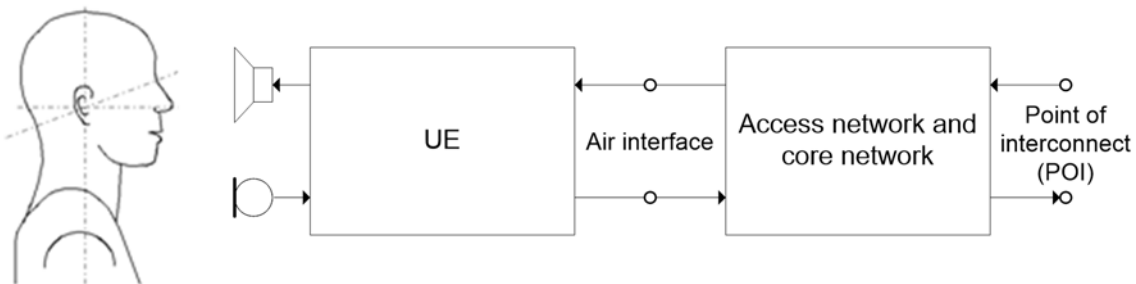 UE
Air interface
Access network and
core network
Point of
interconnect
(POI)